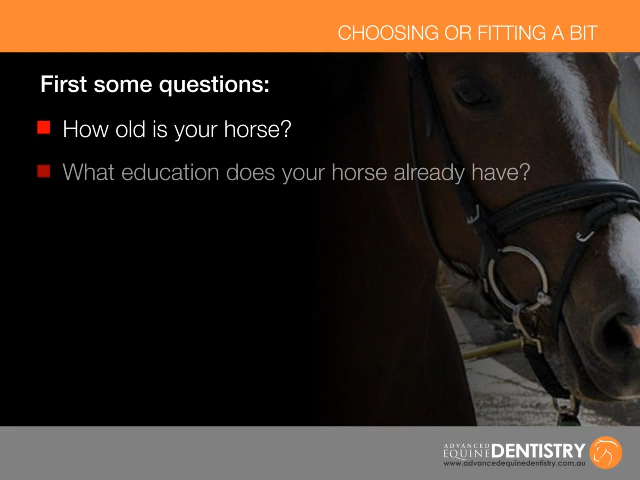 CHOOSING OR FITTING A BIT
First some questions:
How old is your horse?
What education does your horse already have?
ADVANCED
EQUINE DENTISTRY
www.advancedequinedentistry.com.au